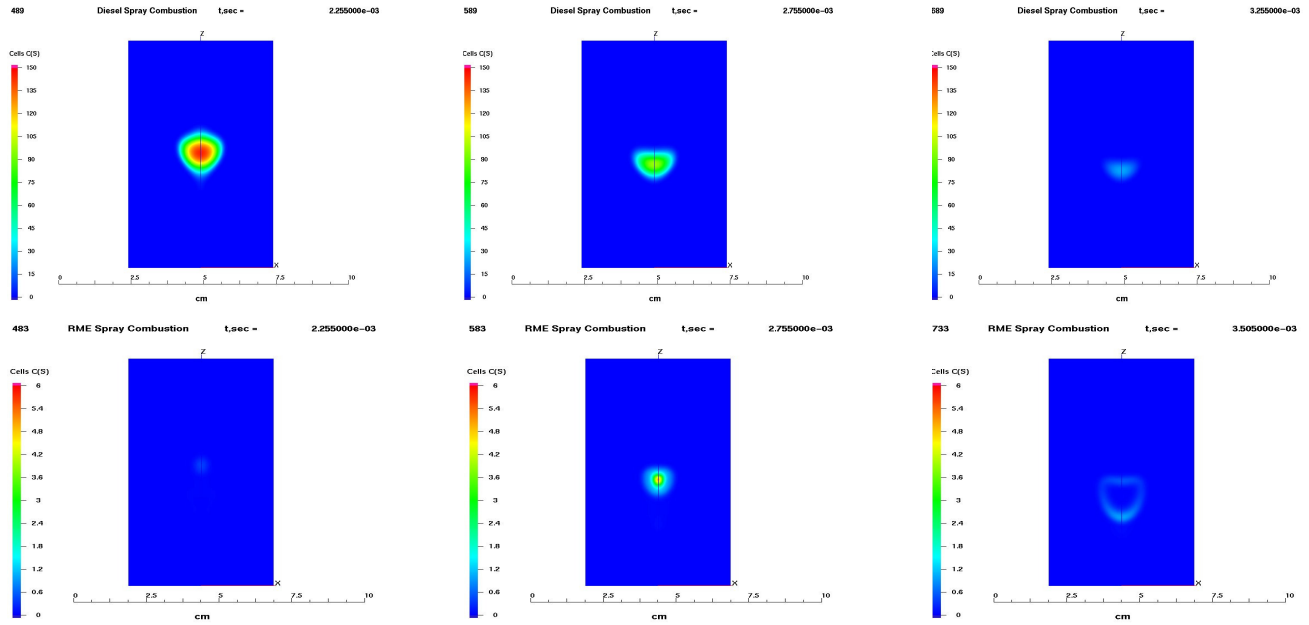 489 Diesel Spray Combustion t,sec = 2.255000e-03
Z
Cells C(S)
150
135
120
105
90
75
60
45
30
15
0
X
0 2.5 5 7.5 10
cm
589 Diesel Spray Combustion t,sec = 2.755000e-03
Z
Cells C(S)
150
135
120
105
90
75
60
45
30
15
0
X
0 2.5 5 7.5 10
cm
689 Diesel Spray Combustion t,sec = 3.255000e-03
Z
Cells C(S)
150
135
120
105
90
75
60
45
30
15
0
X
0 2.5 5 7.5 10
cm
483 RME Spray Combustion t,sec = 2.255000e-03
Z
Cells C(S)
6
5.4
4.8
4.2
3.6
3
2.4
1.8
1.2
0.6
0
X
0 2.5 5 7.5 10
cm
583 RME Spray Combustion t,sec = 2.755000e-03
Z
Cells C(S)
6
5.4
4.8
4.2
3.6
3
2.4
1.8
1.2
0.6
0
X
0 2.5 5 7.5 10
cm
733 RME Spray Combustion t,sec = 3.505000e-03
Z
Cells C(S)
6
5.4
4.8
4.2
3.6
3
2.4
1.8
1.2
0.6
0
X
0 2.5 5 7.5 10
cm